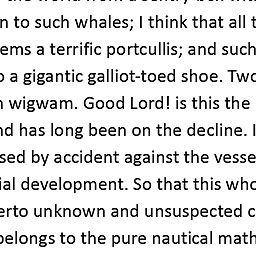 n to such whales; I think that all t
ems a terrific portcullis; and such
a gigantic galliot-toed shoe. Two
wigwam. Good Lord! is this the
nd has long been on the decline. I
sed by accident against the vesse
ial development. So that this who
erto unknown and unsuspected c
belongs to the pure nautical math